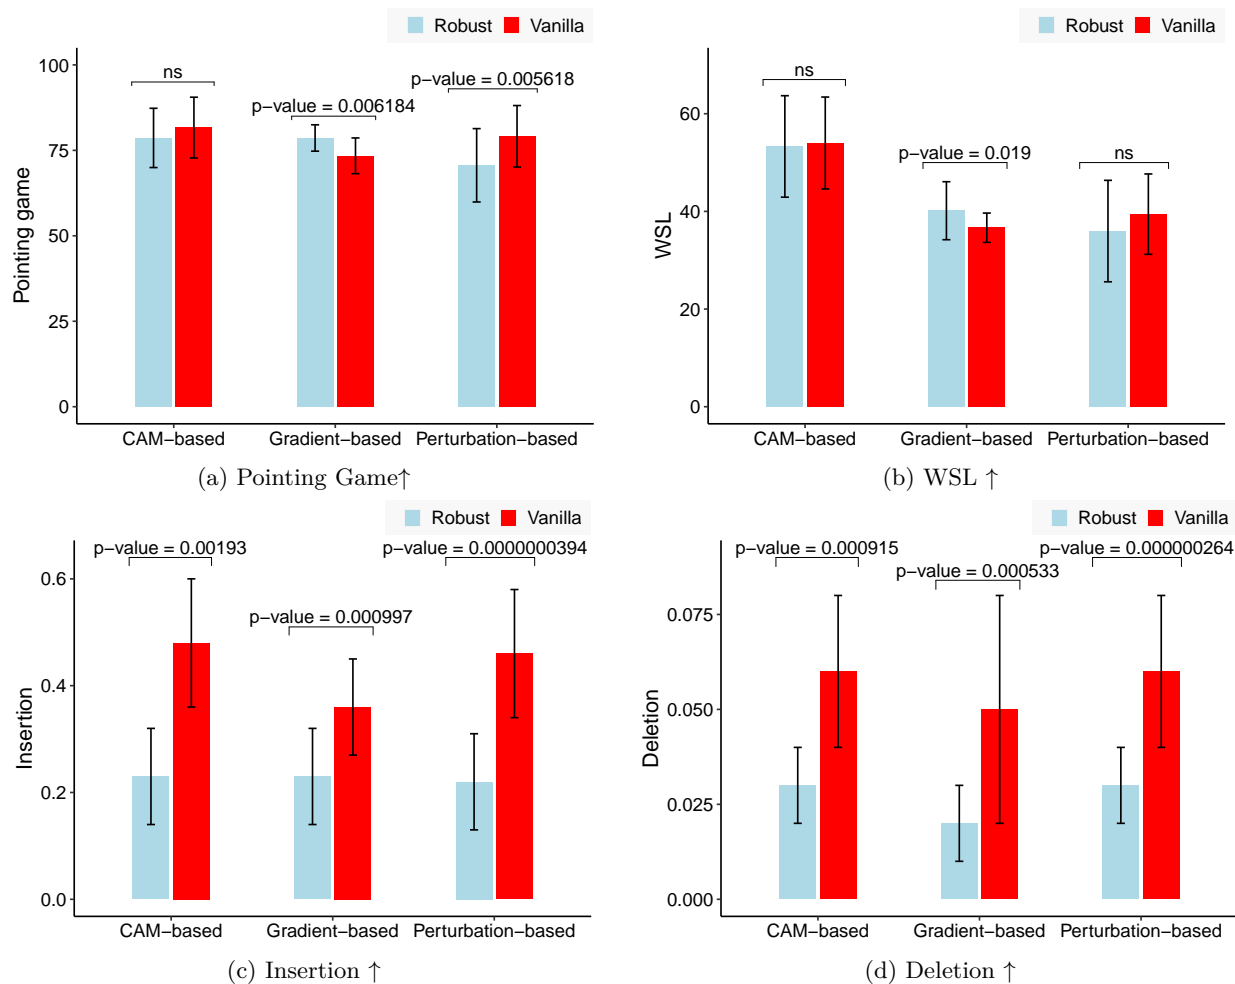 Robust Vanilla
100
75
50
25
0
Pointing game
ns
p−value = 0.006184
p−value = 0.005618
CAM−based Gradient−based Perturbation−based
(a) Pointing Game↑
Robust Vanilla
60
40
20
0
WSL
ns
p−value = 0.019
ns
CAM−based Gradient−based Perturbation−based
(b) WSL ↑
Robust Vanilla
0.6
0.4
0.2
0.0
Insertion
p−value = 0.00193
p−value = 0.000997
p−value = 0.0000000394
CAM−based Gradient−based Perturbation−based
(c) Insertion ↑
Robust Vanilla
0.075
0.050
0.025
0.000
Deletion
p−value = 0.000915
p−value = 0.000533
p−value = 0.000000264
CAM−based Gradient−based Perturbation−based
(d) Deletion ↑